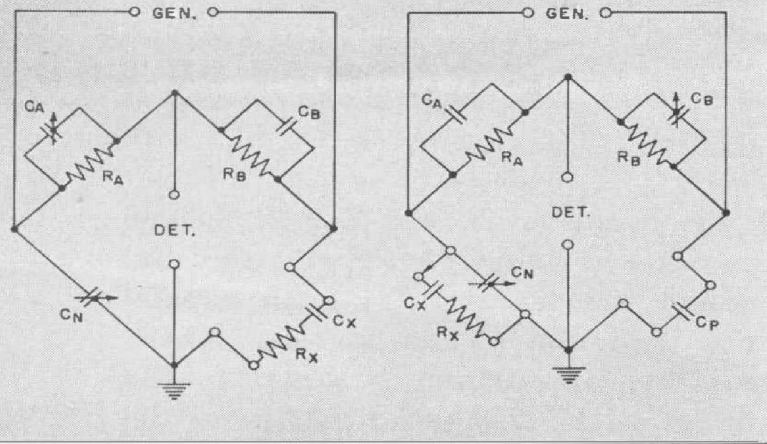 GEN.
CA
CB
RA
RB
DET.
CN
CX
RX
GEN.
CA
CB
RA
RB
DET.
CN
CX
RX
CP